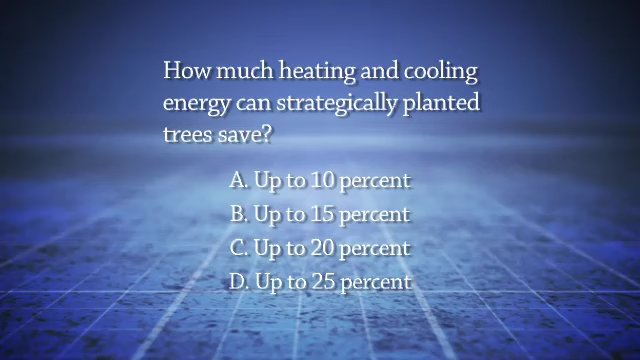 How much heating and cooling
energy can strategically planted
trees save?
A. Up to 10 percent
B. Up to 15 percent
C. Up to 20 percent
D. Up to 25 percent